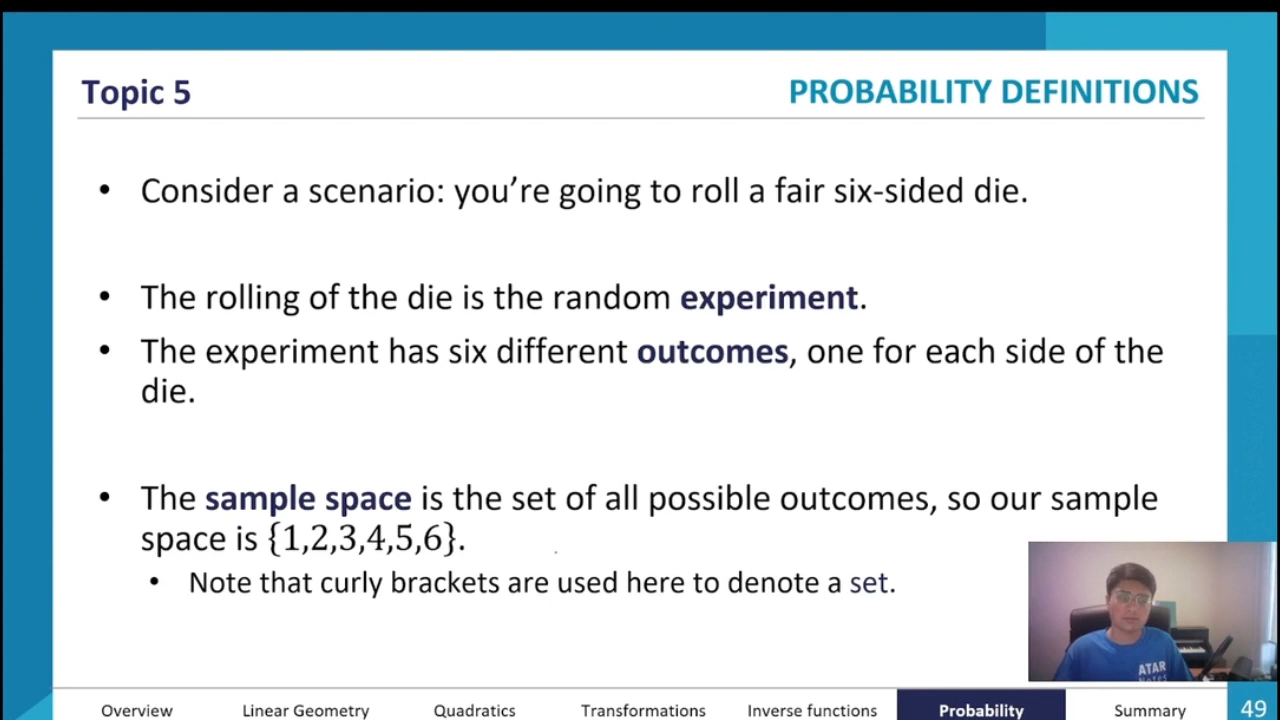 Topic 5
PROBABILITY DEFINITIONS
• Consider a scenario: you’re going to roll a fair six-sided die.
• The rolling of the die is the random experiment.
• The experiment has six different outcomes, one for each side of the
die.
• The sample space is the set of all possible outcomes, so our sample
space is {1,2,3,4,5,6}.
• Note that curly brackets are used here to denote a set.
ATAR
Notes
Overview
Linear Geometry
Quadratics
Transformations
Inverse functions
Probability
Summary
49